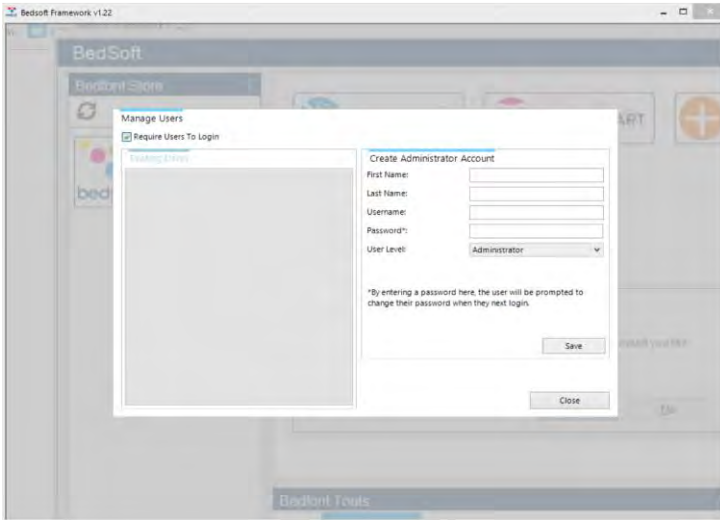 Bedsoft Framework v1.22
BedSoft
Bedfont Store
Manage Users
Require Users To Login
Existing Users
Create Administrator Account
First Name:
Last Name:
Username:
Password*:
User Level:
Administrator
*By entering a password here, the user will be prompted to
change their password when they next login.
Save
Close
ART
bed
Bedfont Tools